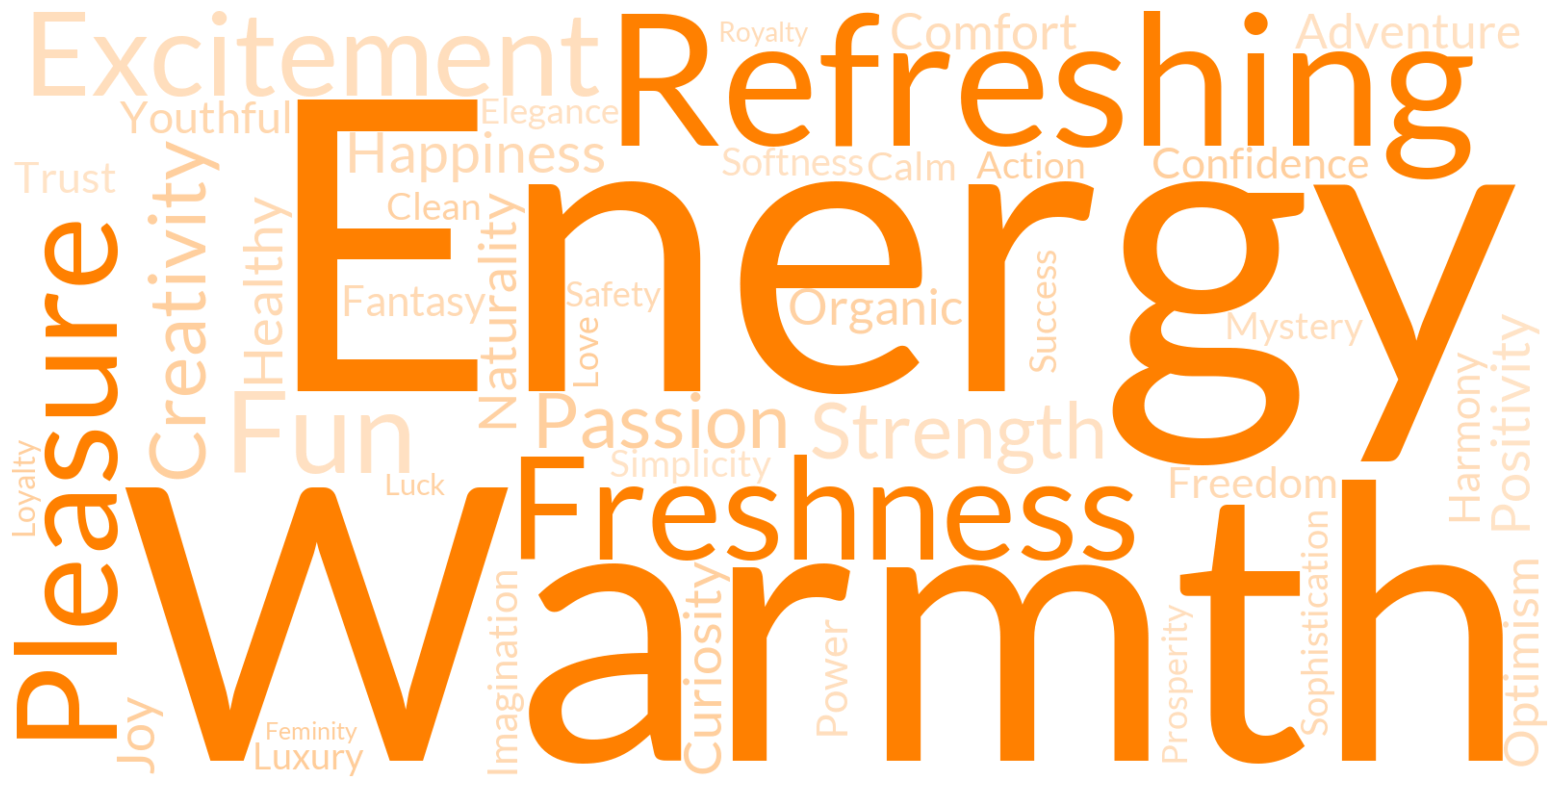 Excitement
Refreshing
Royalty
Comfort
Adventure
Youthful
Elegance
Energy
Happiness
Trust
Creativity
Softness
Calm
Action
Confidence
Clean
Healthy
Naturality
Pleasure
Fantasy
Safety
Love
Organic
Success
Mystery
Positivity
Fun
Passion
Strength
Harmony
Loyalty
Luck
Simplicity
Freshness
Freedom
Warmth
Imagination
Curiosity
Power
Prosperity
Sophistication
Optimism
Joy
Feminity
Luxury